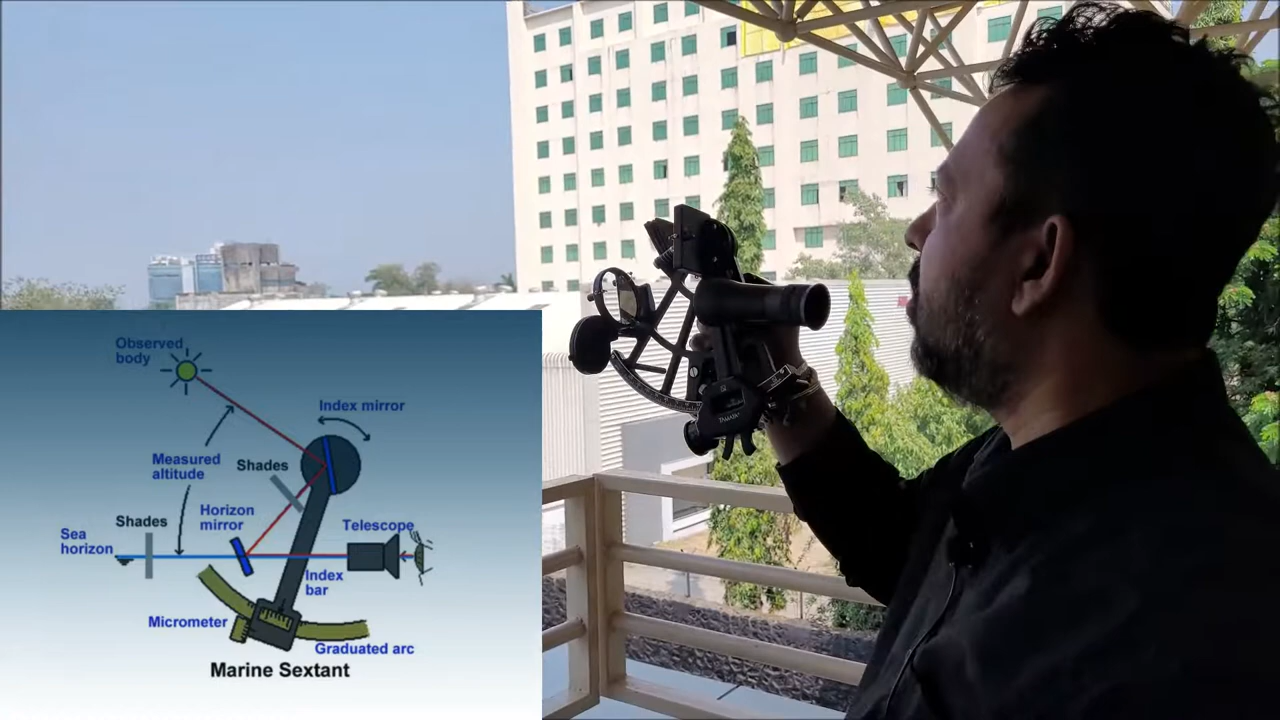 Observed
body
Index mirror
Measured
altitude
Shades
Horizon
mirror
Shades
Sea
horizon
Telescope
Index
bar
Micrometer
Graduated arc
Marine Sextant
TAMAYA